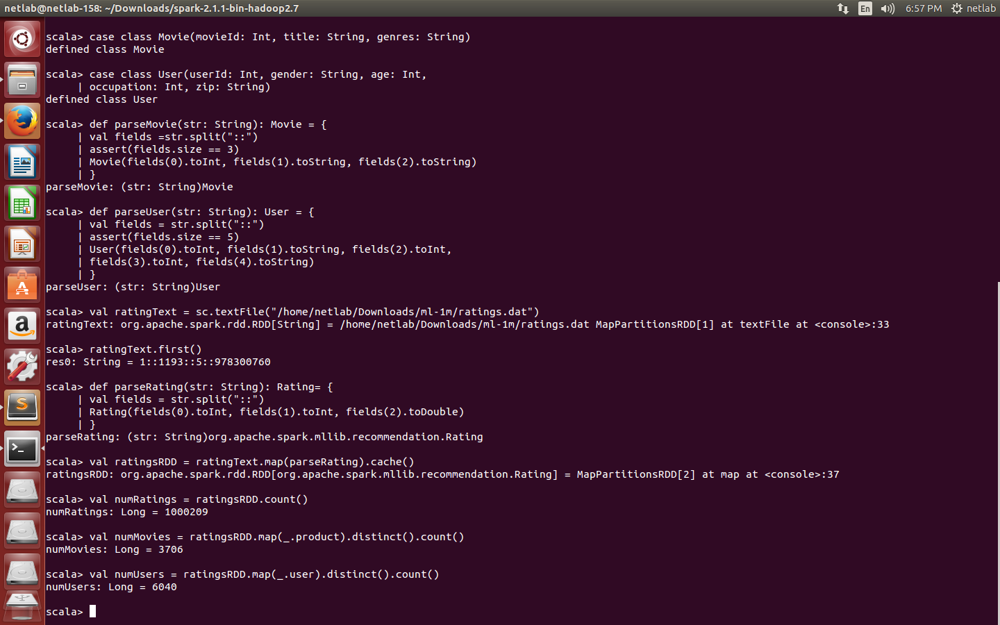 netlab@netlab-158: ~/Downloads/spark-2.1.1-bin-hadoop2.7
En
6:57 PM
netlab
scala> case class Movie(movieId: Int, title: String, genres: String)
defined class Movie
scala> case class User(userId: Int, gender: String, age: Int,
     | occupation: Int, zip: String)
defined class User
scala> def parseMovie(str: String): Movie = {
     | val fields =str.split("::")
     | assert(fields.size == 3)
     | Movie(fields(0).toInt, fields(1).toString, fields(2).toString)
     | }
parseMovie: (str: String)Movie
scala> def parseUser(str: String): User = {
     | val fields = str.split("::")
     | assert(fields.size == 5)
     | User(fields(0).toInt, fields(1).toString, fields(2).toInt,
     | fields(3).toInt, fields(4).toString)
     | }
parseUser: (str: String)User
scala> val ratingText = sc.textFile("/home/netlab/Downloads/ml-1m/ratings.dat")
ratingText: org.apache.spark.rdd.RDD[String] = /home/netlab/Downloads/ml-1m/ratings.dat MapPartitionsRDD[1] at textFile at <console>:33
scala> ratingText.first()
res0: String = 1::1193::5::978300760
scala> def parseRating(str: String): Rating= {
     | val fields = str.split("::")
     | Rating(fields(0).toInt, fields(1).toInt, fields(2).toDouble)
     | }
parseRating: (str: String)org.apache.spark.mllib.recommendation.Rating
scala> val ratingsRDD = ratingText.map(parseRating).cache()
ratingsRDD: org.apache.spark.rdd.RDD[org.apache.spark.mllib.recommendation.Rating] = MapPartitionsRDD[2] at map at <console>:37
scala> val numRatings = ratingsRDD.count()
numRatings: Long = 1000209
scala> val numMovies = ratingsRDD.map(_.product).distinct().count()
numMovies: Long = 3706
scala> val numUsers = ratingsRDD.map(_.user).distinct().count()
numUsers: Long = 6040
scala>